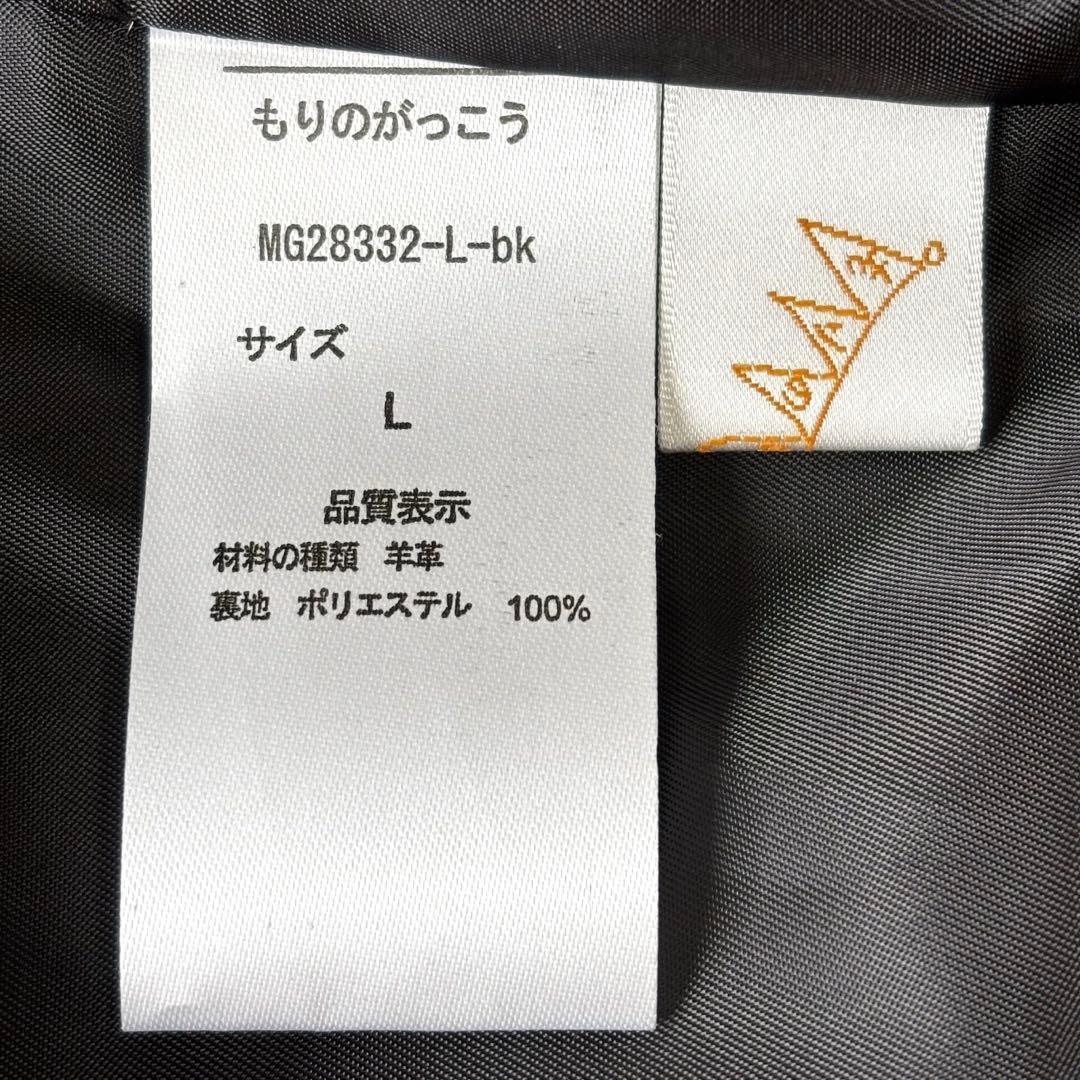 もりのがっこう
MG28332-L-bk
サイズ
L
品質表示
材料の種類 羊革
裏地 ポリエステル 100%